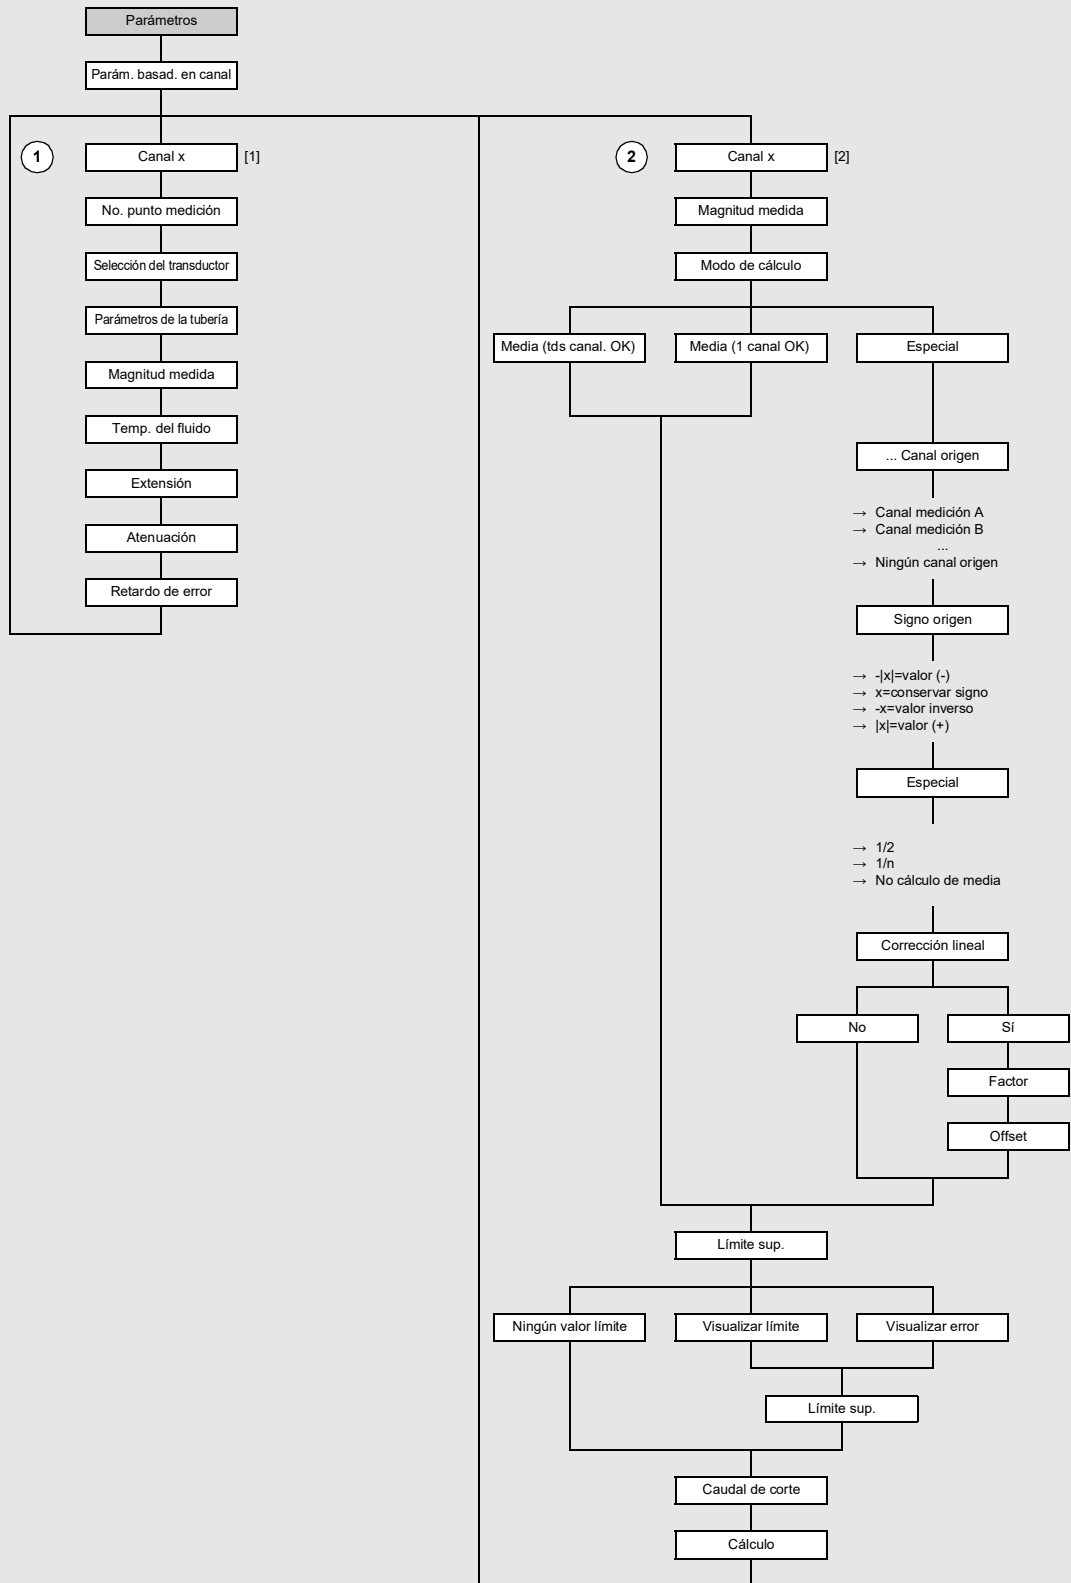 Parámetros
Parám. basad. en canal
1
Canal x
[1]
No. punto medición
Selección del transductor
Parámetros de la tubería
Magnitud medida
Temp. del fluido
Extensión
Atenuación
Retardo de error
2
Canal x
[2]
Magnitud medida
Modo de cálculo
Media (tds canal. OK)
Media (1 canal OK)
Especial
... Canal origen
→ Canal medición A
→ Canal medición B
...
→ Ningún canal origen
Signo origen
→ -|x|=valor (-)
→ x=conservar signo
→ -x=valor inverso
→ |x|=valor (+)
Especial
→ 1/2
→ 1/n
→ No cálculo de media
Corrección lineal
No
Sí
Factor
Offset
Límite sup.
Ningún valor límite
Visualizar límite
Visualizar error
Límite sup.
Caudal de corte
Cálculo